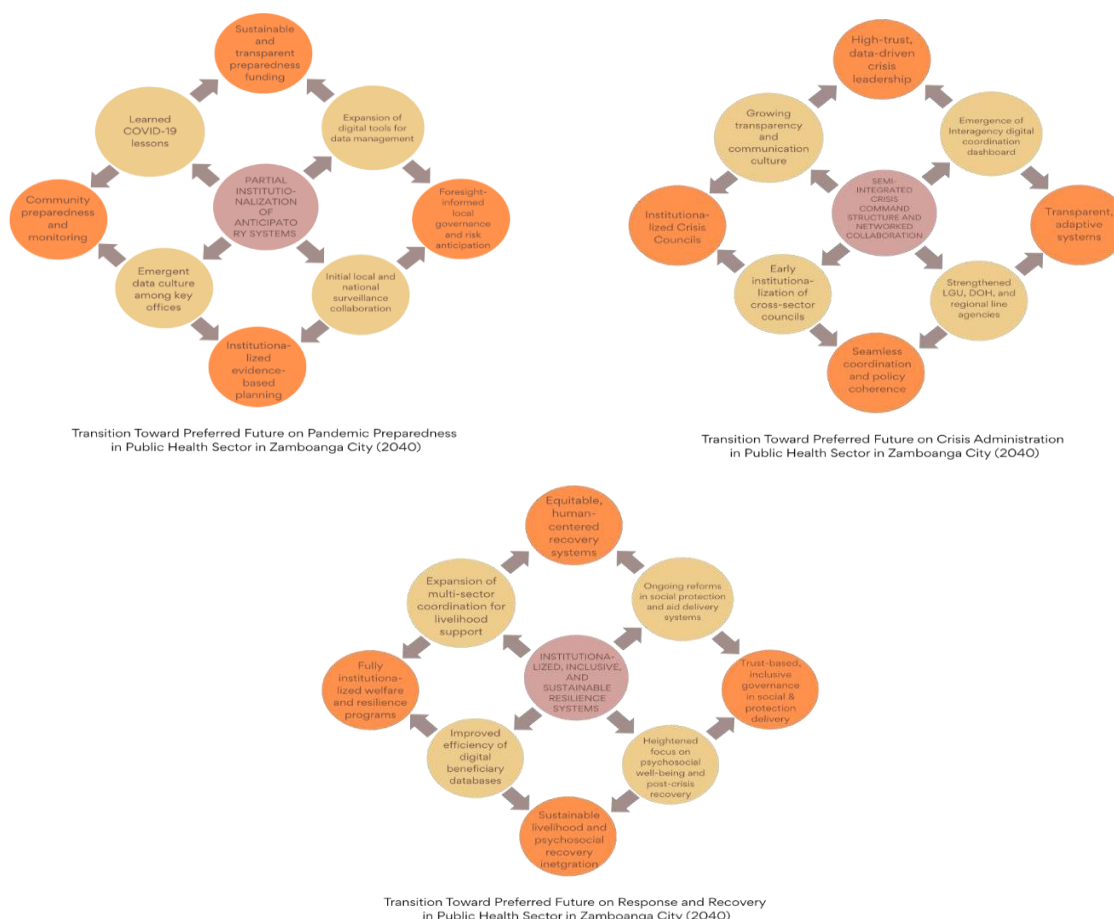 Sustainable
and
transparent
preparedness
funding
Learned
COVID-19
lessons
Expansion of
digital tools for
data management
PARTIAL
INSTITUTIO-
NALIZATION
OF
ANTICIPATO
RY SYSTEMS
Community
preparedness
and
monitoring
Foresight-
informed local
governance and
risk anticipation
Emergent
data culture
among key
offices
Initial local and
national
surveillance
collaboration
Instituționa-
lized
evidence-
based
planning
Transition Toward Preferred Future on Pandemic Preparedness
in Public Health Sector in Zamboanga City (2040)
High-trust,
data-driven
crisis
leadership
Growing
transparency
and
communication
culture
Emergence of
Interagency digital
coordination
dashboard
SEMI-
INTEGRATED
CRISIS
COMMAND
STRUCTURE AND
NETWORKED
COLLABORATION
Instituționa-
lized Crisis
Councils
Transparent,
adaptive
systems
Early
instituționa-
lization of
cross-sector
councils
Strengthened
LGU, DOH, and
regional line
agencies
Seamless
coordination
and policy
coherence
Transition Toward Preferred Future on Crisis Administration
in Public Health Sector in Zamboanga City (2040)
Equitable,
human-
centered
recovery
systems
Expansion of
multi-sector
coordination for
livelihood
support
Ongoing reforms
in social protection
and aid delivery
systems
INSTITUTIONA-
LIZED, INCLUSIVE,
AND
SUSTAINABLE
RESILIENCE
SYSTEMS
Fully
instituționa-
lized welfare
and resilience
programs
Trust-based,
inclusive
governance
in social &
protection
delivery
Improved
efficiency of
digital
beneficiary
databases
Heightened
focus on
psychosocial
well-being and
post-crisis
recovery
Sustainable
livelihood and
psychosocial
recovery
inetgration
Transition Toward Preferred Future on Response and Recovery
in Public Health Sector in Zamboanga City (2040)